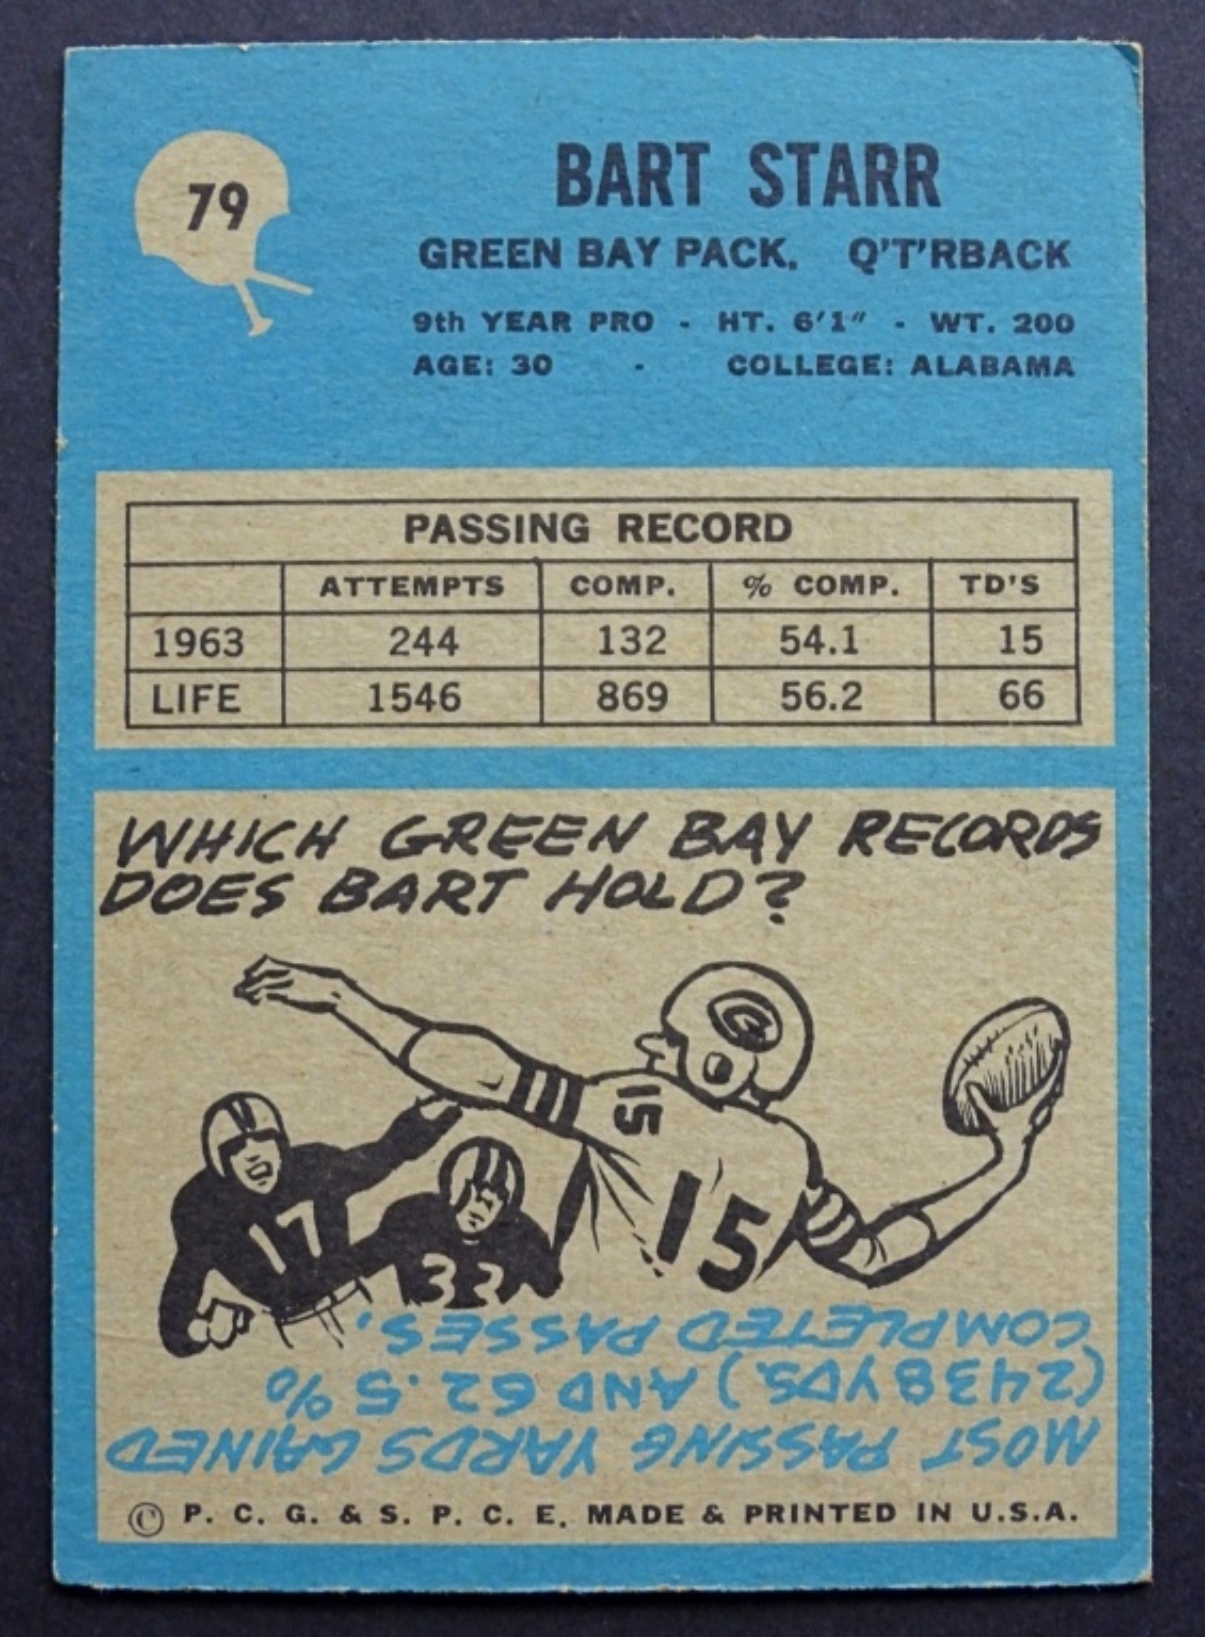 79
BART STARR
GREEN BAY PACK. Q'T'RBACK
9th YEAR PRO - HT. 6'1" - WT. 200
AGE: 30 - COLLEGE: ALABAMA
PASSING RECORD
ATTEMPTS COMP. % COMP. TD'S
1963 244 132 54.1 15
LIFE 1546 869 56.2 66
WHICH GREEN BAY RECORDS
DOES BART HOLD?
G
15
15
17
33
MOST PASSING YARDS GAINED
(2438 YDS.) AND 62.5%
COMPLETED PASSES.
© P. C. G. & S. P. C. E. MADE & PRINTED IN U.S.A.